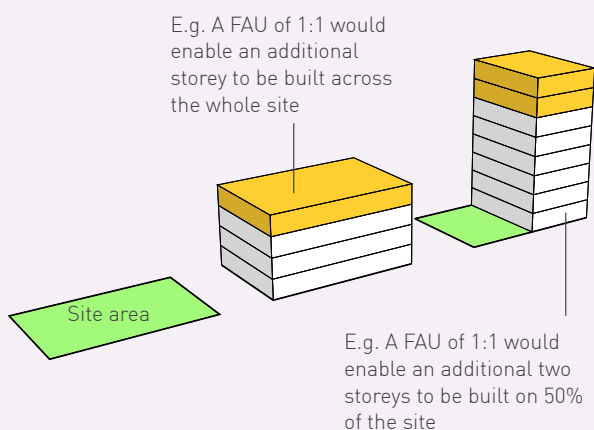 E.g. A FAU of 1:1 would
enable an additional
storey to be built across
the whole site
Site area
E.g. A FAU of 1:1 would
enable an additional two
storeys to be built on 50%
of the site